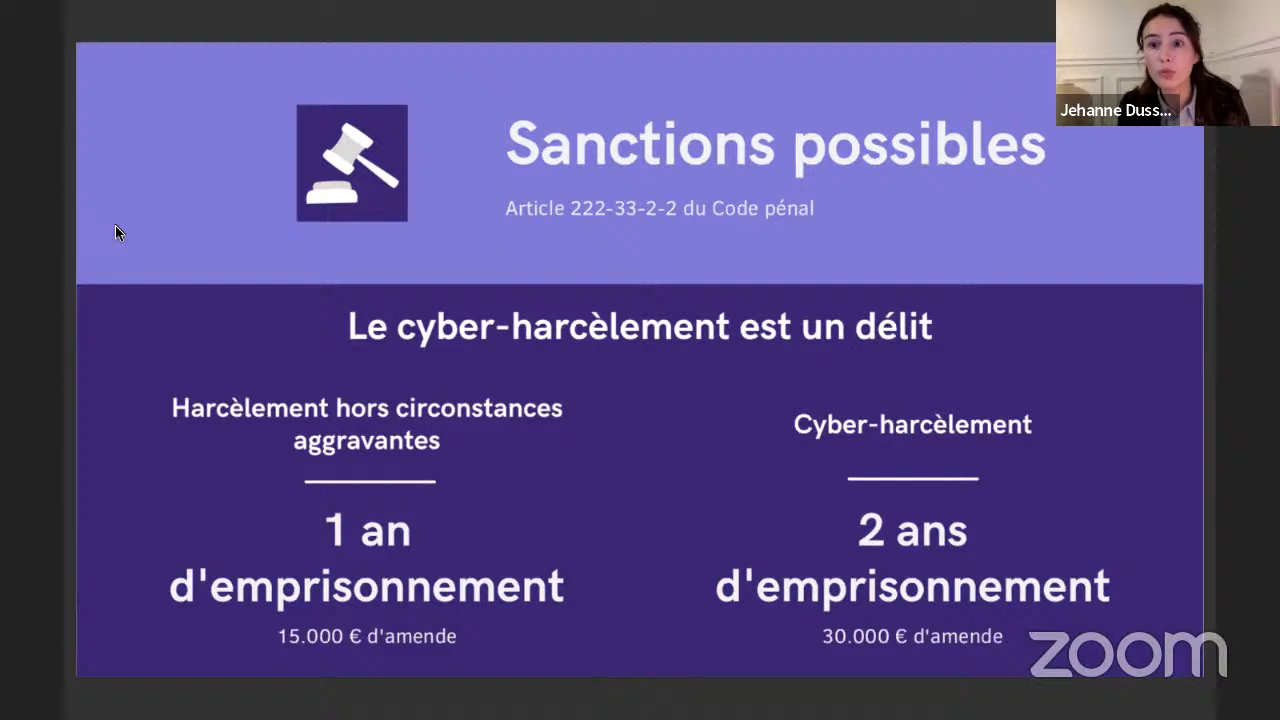 Jehanne Duss...
Sanctions possibles
Article 222-33-2-2 du Code pénal
Le cyber-harcèlement est un délit
Harcèlement hors circonstances
aggravantes
1 an
d'emprisonnement
15.000 € d'amende
Cyber-harcèlement
2 ans
d'emprisonnement
30.000 € d'amende
zoom